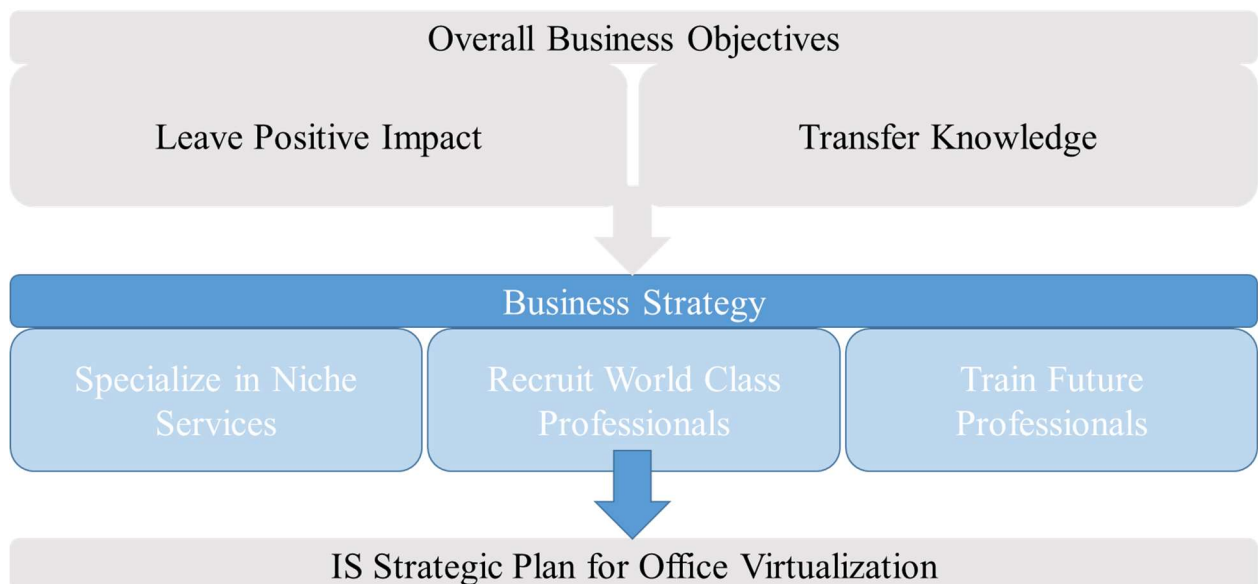 Overall Business Objectives
Leave Positive Impact
Transfer Knowledge
Business Strategy
Specialize in Niche
Services
Recruit World Class
Professionals
Train Future
Professionals
IS Strategic Plan for Office Virtualization